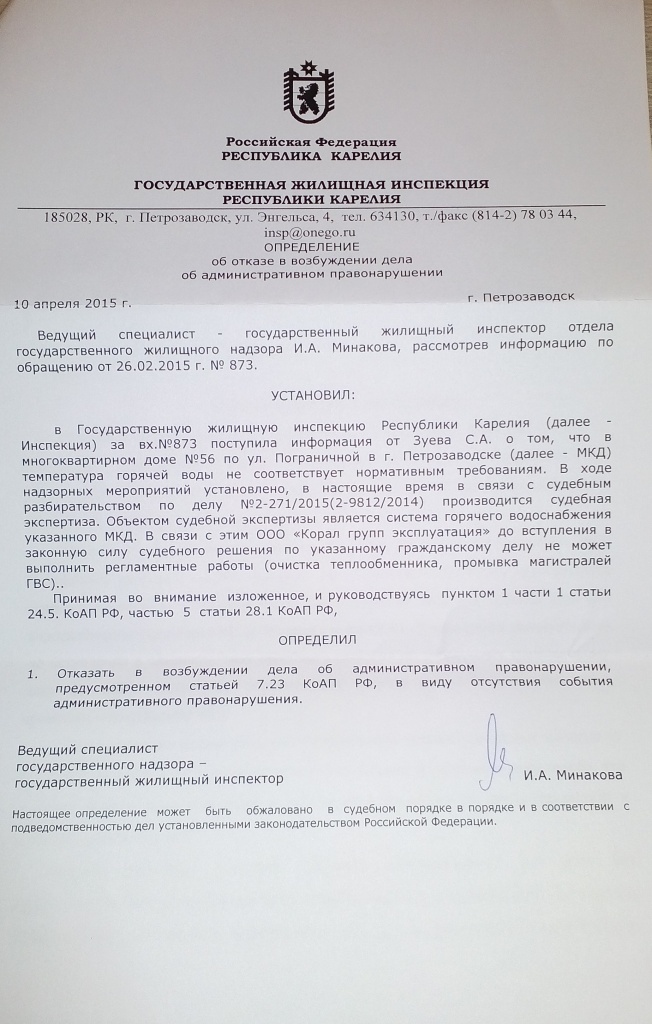 Российская Федерация
РЕСПУБЛИКА КАРЕЛИЯ
ГОСУДАРСТВЕННАЯ ЖИЛИЩНАЯ ИНСПЕКЦИЯ
РЕСПУБЛИКИ КАРЕЛИЯ
185028, РК, г. Петрозаводск, ул. Энгельса, 4, тел. 634130, т./факс (814-2) 78 03 44,
insp@onego.ru
ОПРЕДЕЛЕНИЕ
об отказе в возбуждении дела
об административном правонарушении
10 апреля 2015 г. г. Петрозаводск
Ведущий специалист - государственный жилищный инспектор отдела
государственного жилищного надзора И.А. Минакова, рассмотрев информацию по
обращению от 26.02.2015 г. № 873.
УСТАНОВИЛ:
в Государственную жилищную инспекцию Республики Карелия (далее -
Инспекция) за вх.№873 поступила информация от Зуева С.А. о том, что в
многоквартирном доме №56 по ул. Пограничной в г. Петрозаводске (далее - МКД)
температура горячей воды не соответствует нормативным требованиям. В ходе
надзорных мероприятий установлено, в настоящие время в связи с судебным
разбирательством по делу №2-271/2015(2-9812/2014) производится судебная
экспертиза. Объектом судебной экспертизы является система горячего водоснабжения
указанного МКД. В связи с этим ООО «Корал групп эксплуатация» до вступления в
законную силу судебного решения по указанному гражданскому делу не может
выполнить регламентные работы (очистка теплообменника, промывка магистралей
ГВС)..
Принимая во внимание изложенное, и руководствуясь пунктом 1 части 1 статьи
24.5. КоАП РФ, частью 5 статьи 28.1 КоАП РФ,
ОПРЕДЕЛИЛ
1. Отказать в возбуждении дела об административном правонарушении,
предусмотренном статьей 7.23 КоАП РФ, в виду отсутствия события
административного правонарушения.
Ведущий специалист
государственного надзора –
государственный жилищный инспектор И.А. Минакова
Настоящее определение может быть обжаловано в судебном порядке в порядке и в соответствии с
подведомственностью дел установленными законодательством Российской Федерации.